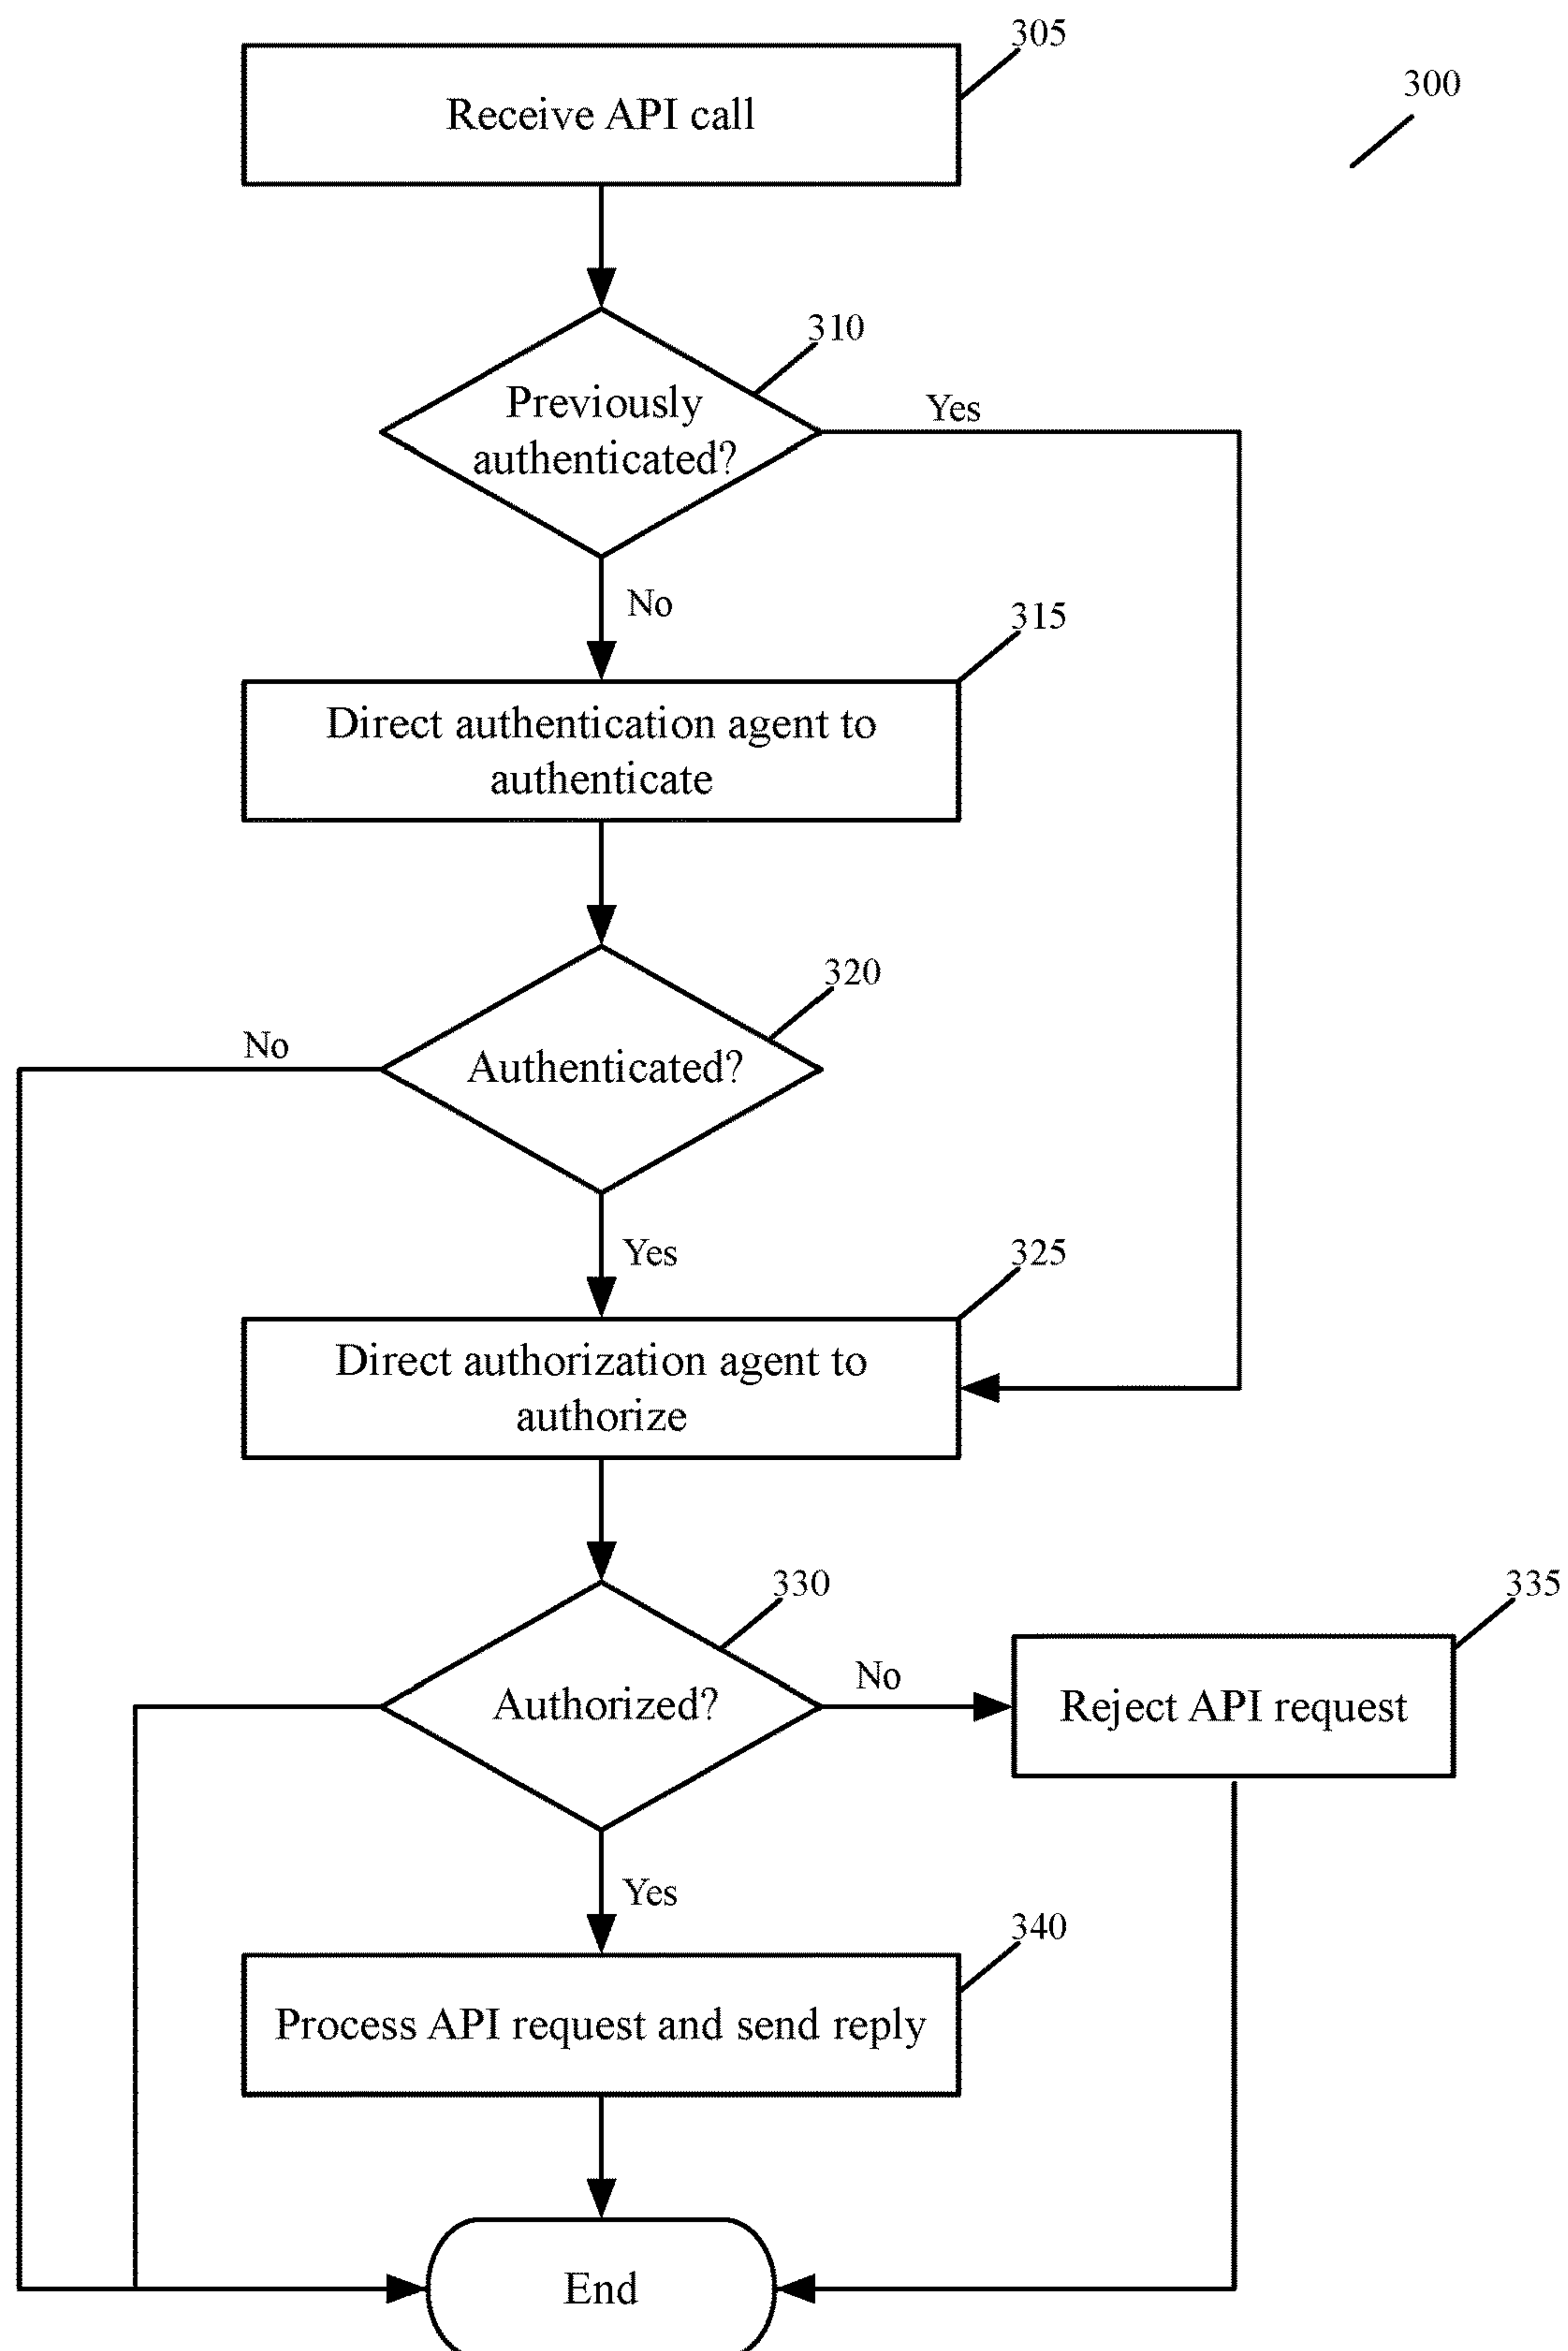 305
300
Receive API call
310
Previously
authenticated?
Yes
No
315
Direct authentication agent to
authenticate
320
No
Authenticated?
Yes
325
Direct authorization agent to
authorize
330
335
Authorized?
No
Reject API request
Yes
340
Process API request and send reply
End